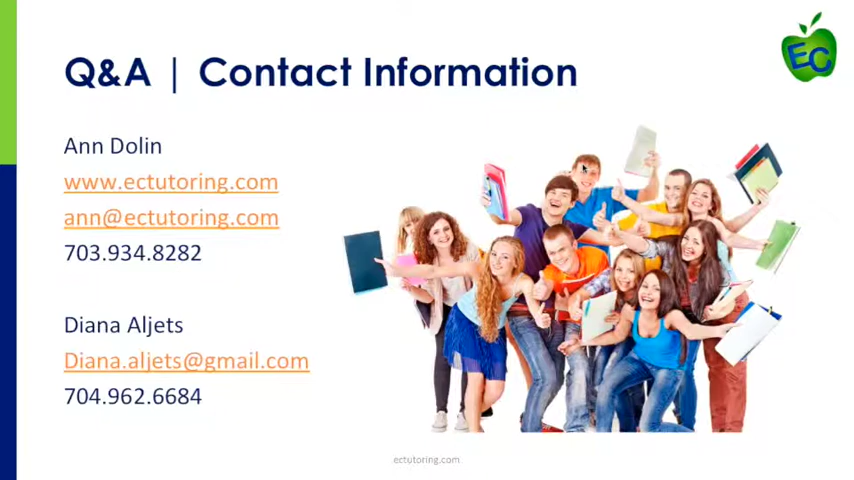 Q&A | Contact Information
EC
Ann Dolin
www.ectutoring.com
ann@ectutoring.com
703.934.8282
Diana Aljets
Diana.aljets@gmail.com
704.962.6684
ectutoring.com